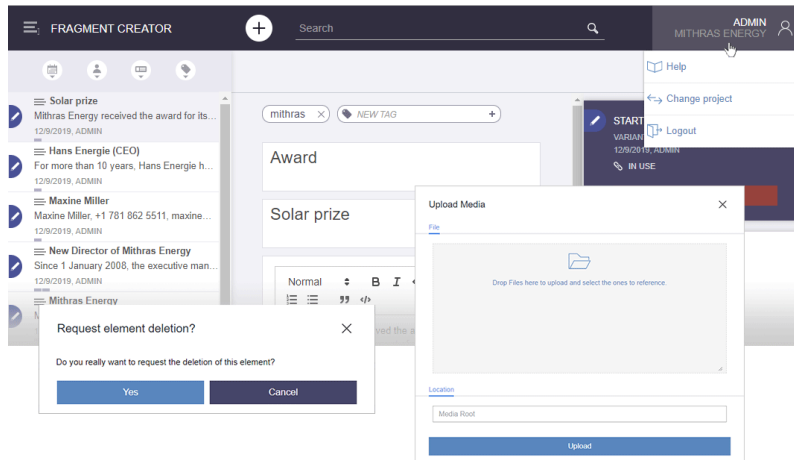 FRAGMENT CREATOR
Search
ADMIN
MITHRAS ENERGY
Help
Change project
Logout
Solar prize
Mithras Energy received the award for its...
12/9/2019, ADMIN
Hans Energie (CEO)
For more than 10 years, Hans Energie h...
12/9/2019, ADMIN
Maxine Miller
Maxine Miller, +1 781 862 5511, maxine...
12/9/2019, ADMIN
New Director of Mithras Energy
Since 1 January 2008, the executive man...
12/9/2019, ADMIN
Mithras Energy
mithras
NEW TAG
Award
Solar prize
Normal
B I
START
VARIAN
12/9/2019, ADMIN
IN USE
Request element deletion?
Do you really want to request the deletion of this element?
Yes
Cancel
Upload Media
File
Drop Files here to upload and select the ones to reference.
Location
Media Root
Upload